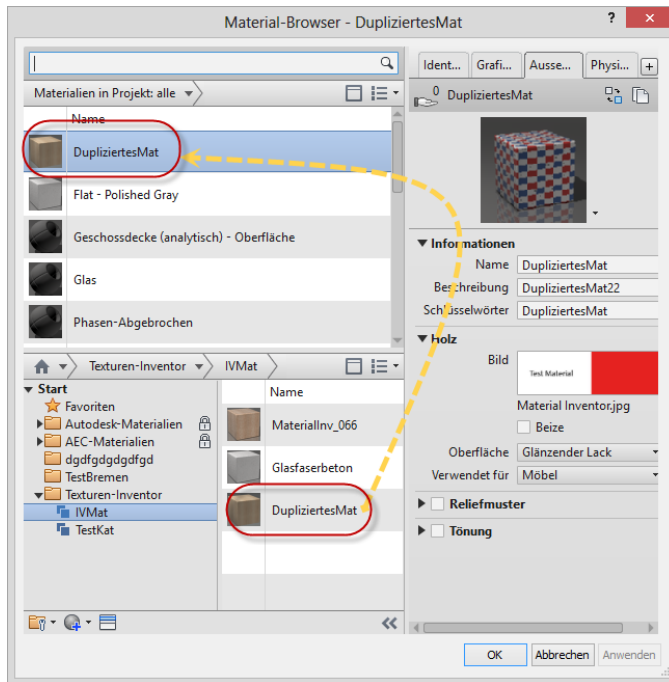 Material-Browser - DupliziertesMat
?
Materialien in Projekt: alle
Name
DupliziertesMat
Flat - Polished Gray
Geschossdecke (analytisch) - Oberfläche
Glas
Phasen-Abgebrochen
Texturen-Inventor
IVMat
Start
Favoriten
Autodesk-Materialien
AEC-Materialien
dgdfgdgdgdfgd
TestBremen
Texturen-Inventor
IVMat
TestKat
Name
MaterialInv_066
Glasfaserbeton
DupliziertesMat
Ident... Grafi... Ausse... Physi... +
0 DupliziertesMat
Informationen
Name DupliziertesMat
Beschreibung DupliziertesMat22
Schlüsselwörter DupliziertesMat
Holz
Bild
Test Material
Material Inventor.jpg
Beize
Oberfläche Glänzender Lack
Verwendet für Möbel
Reliefmuster
Tönung
OK Abbrechen Anwenden